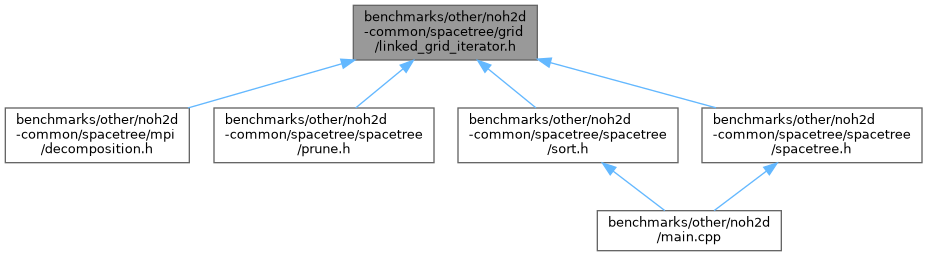 benchmarks/other/noh2d
-common/spacetree/grid
/linked_grid_iterator.h
benchmarks/other/noh2d
-common/spacetree/mpi
/decomposition.h
benchmarks/other/noh2d
-common/spacetree/spacetree
/prune.h
benchmarks/other/noh2d
-common/spacetree/spacetree
/sort.h
benchmarks/other/noh2d
-common/spacetree/spacetree
/spacetree.h
benchmarks/other/noh2d
/main.cpp